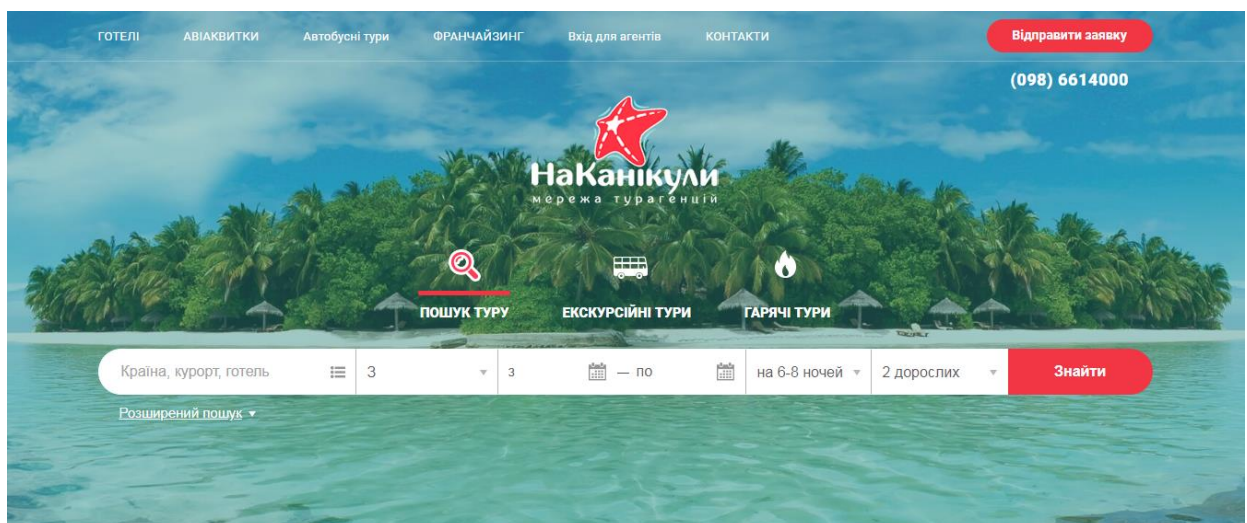 ГОТЕЛІ АВІАКВИТКИ Автобусні тури ФРАНЧАЙЗИНГ Вхід для агентів КОНТАКТИ Відправити заявку
(098) 6614000
НаКанікули
мережа турагенцій
ПОШУК ТУРУ ЕКСКУРСІЙНІ ТУРИ ГАРЯЧІ ТУРИ
Країна, курорт, готель З з — по на 6-8 ночей 2 дорослих Знайти
Розширений пошук